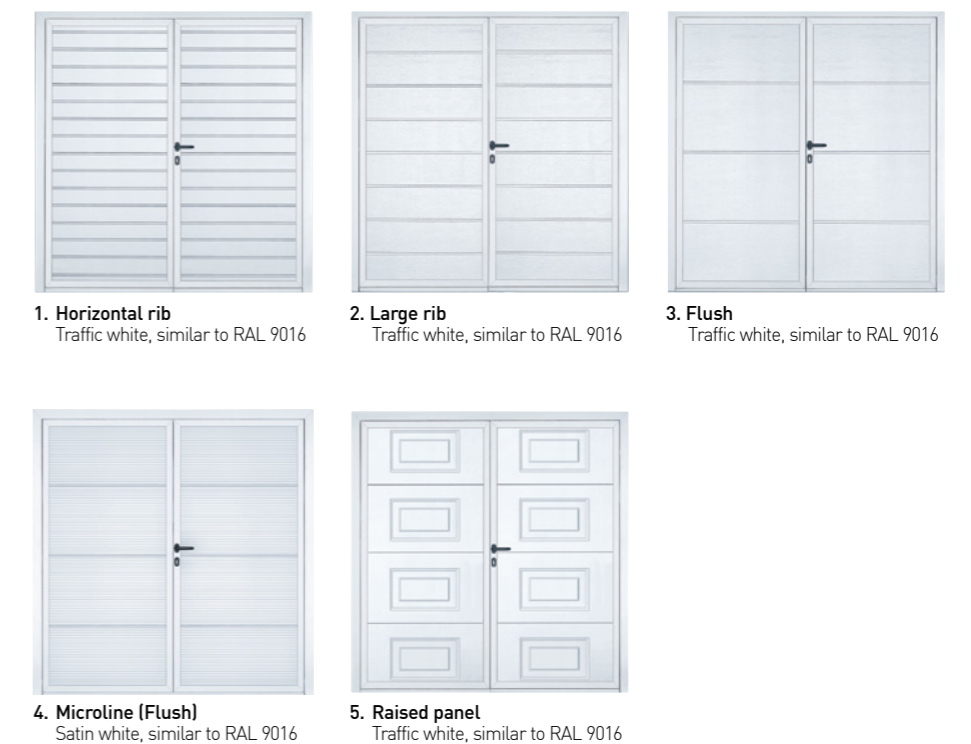 1. Horizontal rib
Traffic white, similar to RAL 9016
2. Large rib
Traffic white, similar to RAL 9016
3. Flush
Traffic white, similar to RAL 9016
4. Microline (Flush)
Satin white, similar to RAL 9016
5. Raised panel
Traffic white, similar to RAL 9016